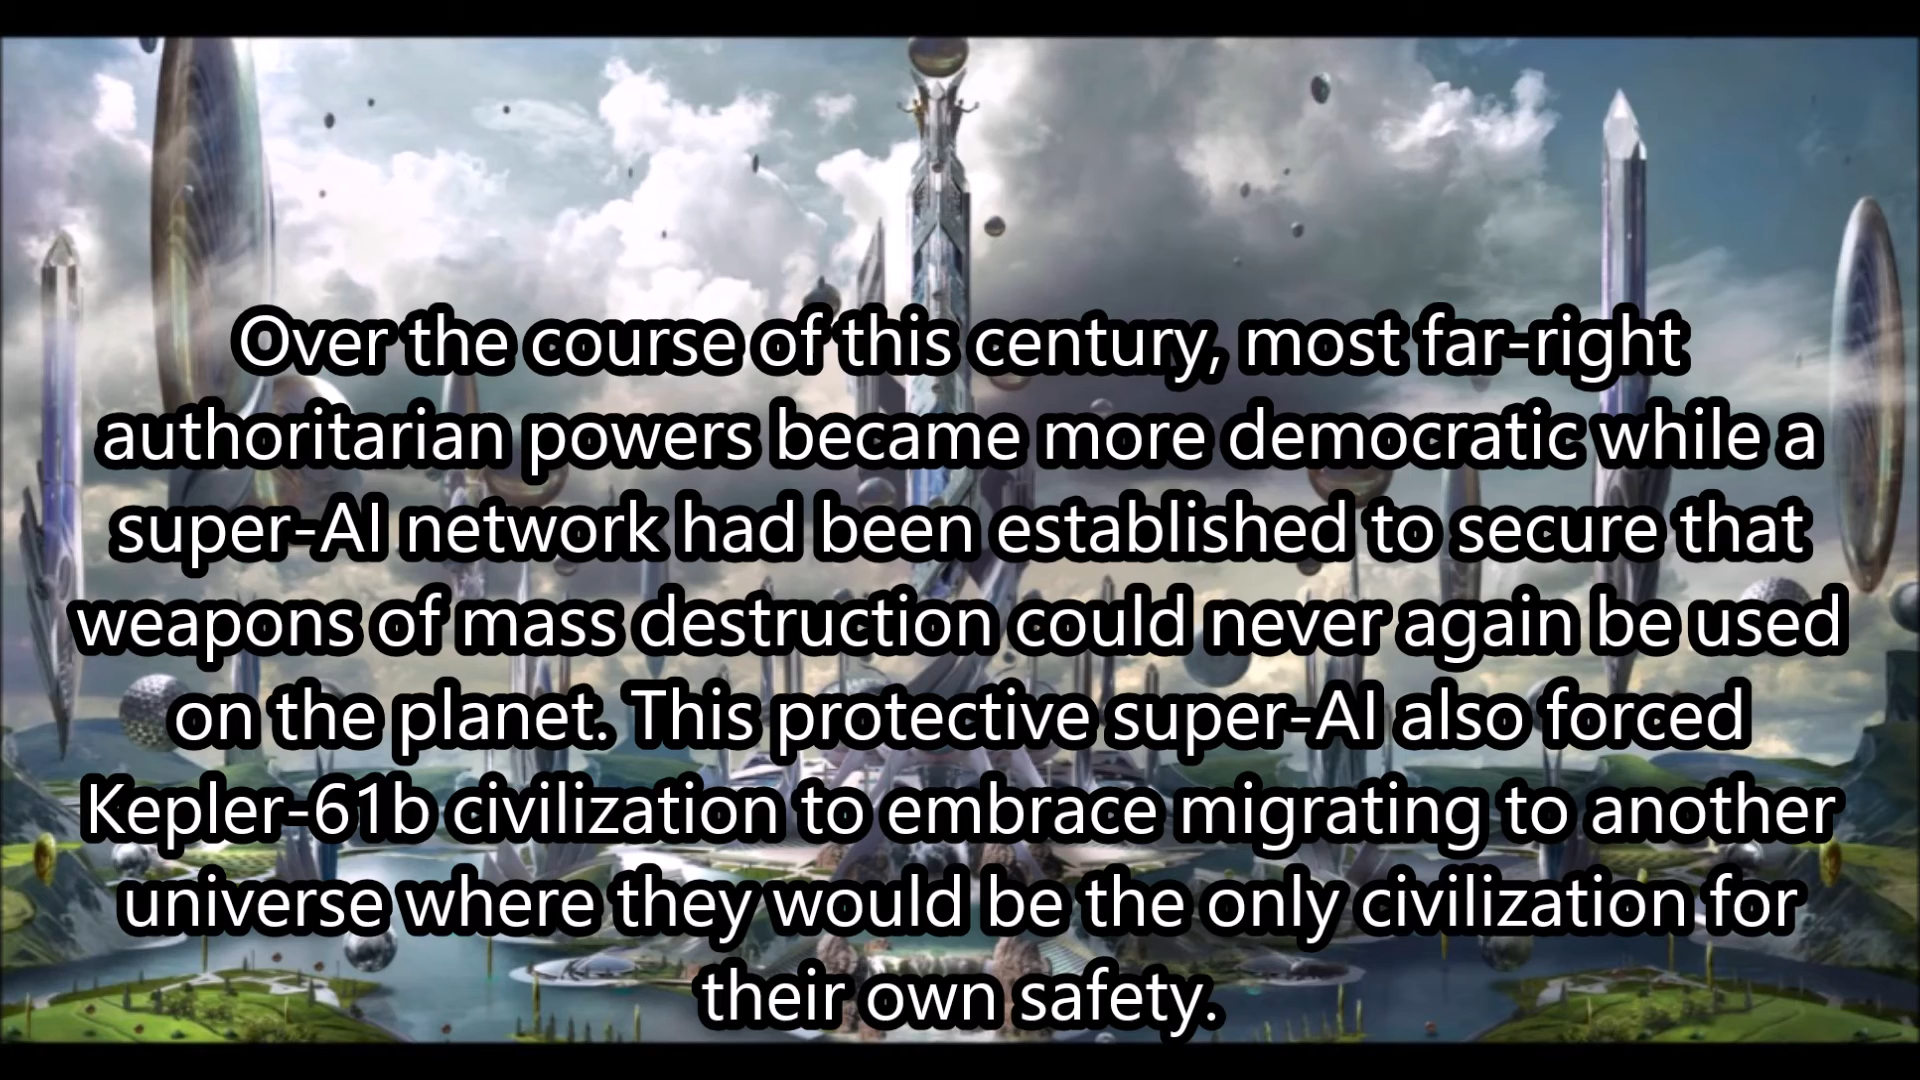 Over the course of this century, most far-right
authoritarian powers became more democratic while a
super-AI network had been established to secure that
weapons of mass destruction could never again be used
on the planet. This protective super-AI also forced
Kepler-61b civilization to embrace migrating to another
universe where they would be the only civilization for
their own safety.